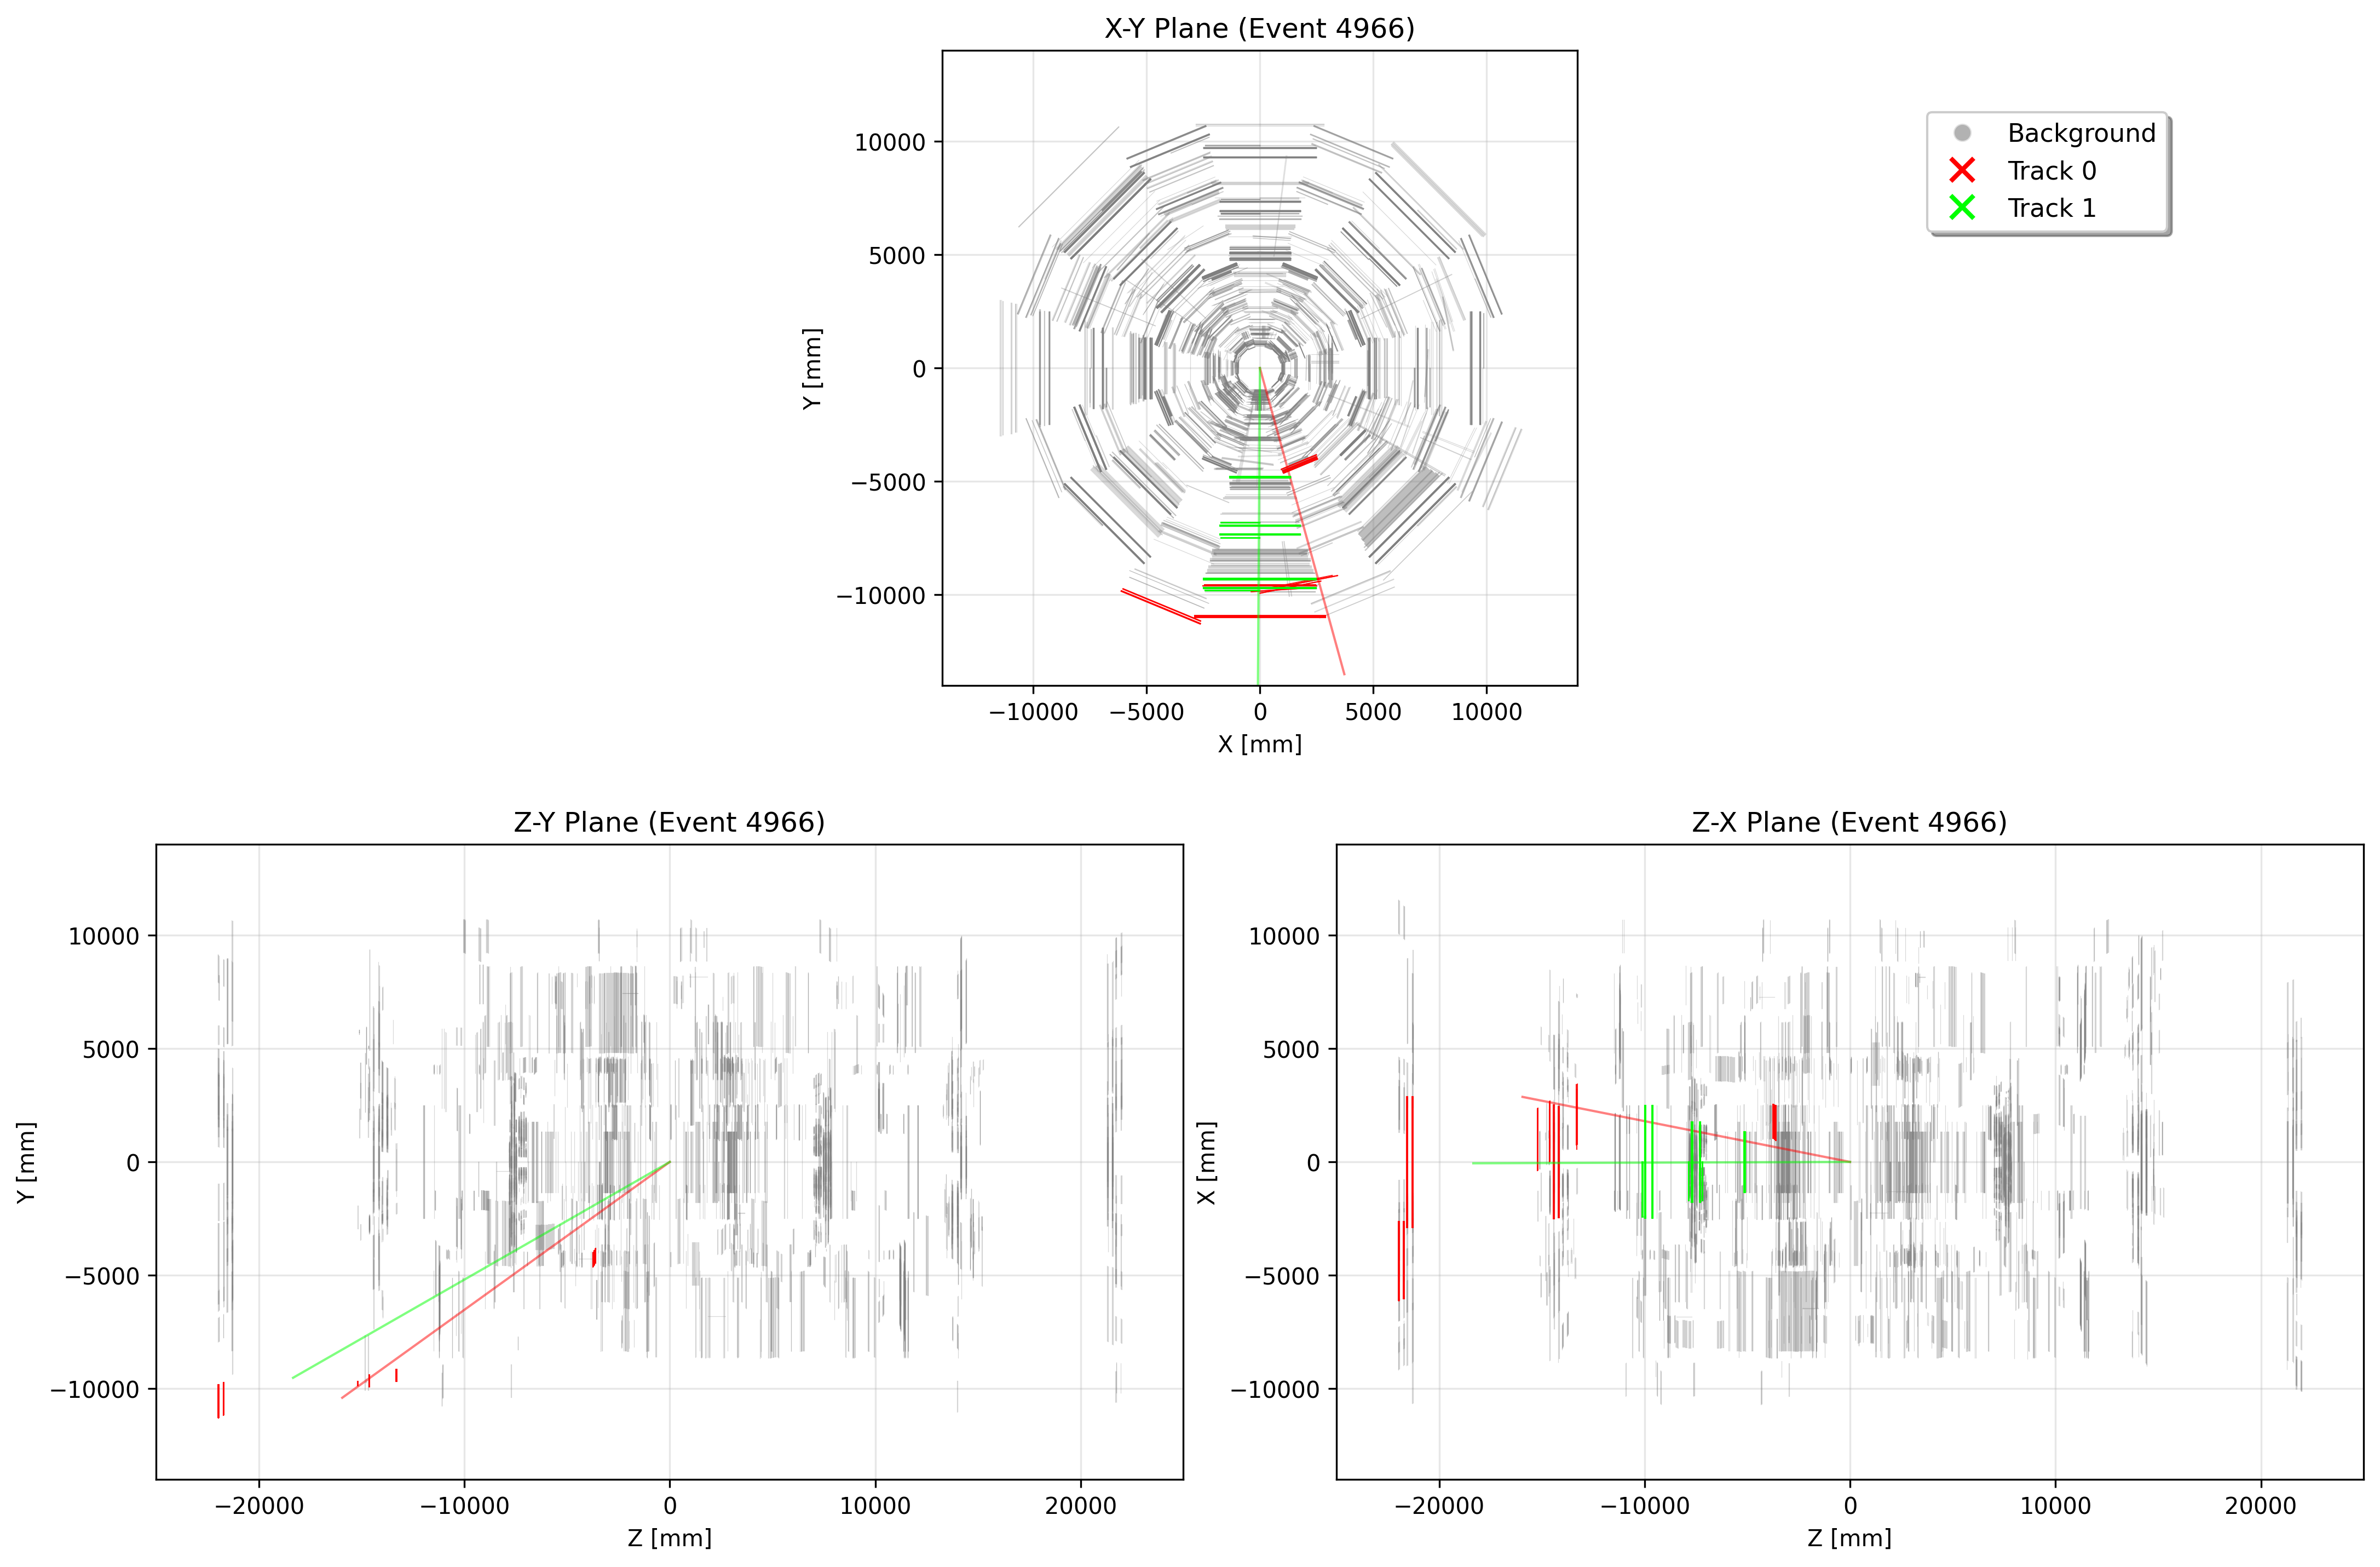 X-Y Plane (Event 4966)
10000
5000
0
−5000
−10000
Y [mm]
−10000 −5000 0 5000 10000
X [mm]
Background
Track 0
Track 1
Z-Y Plane (Event 4966)
10000
5000
0
−5000
−10000
Y [mm]
−20000 −10000 0 10000 20000
Z [mm]
Z-X Plane (Event 4966)
10000
5000
0
−5000
−10000
X [mm]
−20000 −10000 0 10000 20000
Z [mm]